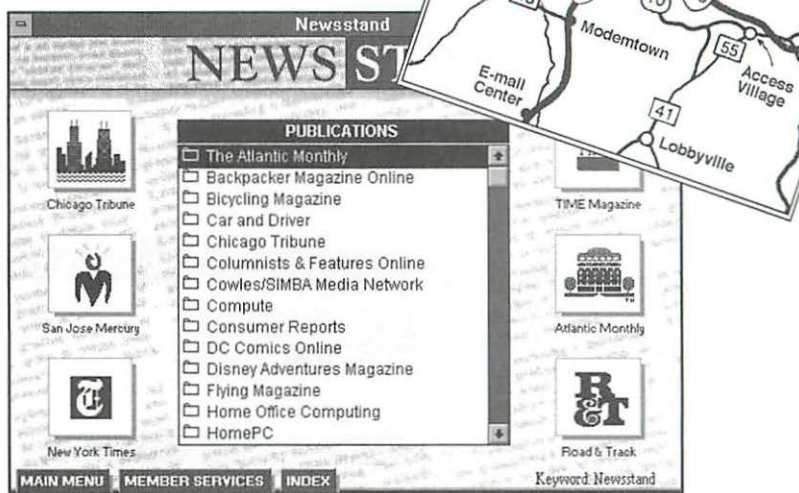 Newsstand
NEWS ST
Modemtown
55
Access
Village
E-mail
Center
41
Lobbyville
PUBLICATIONS
The Atlantic Monthly
Backpacker Magazine Online
Bicycling Magazine
Car and Driver
Chicago Tribune
Columnists & Features Online
Cowles/SIMBA Media Network
Compute
Consumer Reports
DC Comics Online
Disney Adventures Magazine
Flying Magazine
Home Office Computing
HomePC
Chicago Tribune
San Jose Mercury
New York Times
TIME Magazine
Atlantic Monthly
R&T
Road & Track
MAIN MENU
MEMBER SERVICES
INDEX
Keyword: Newsstand